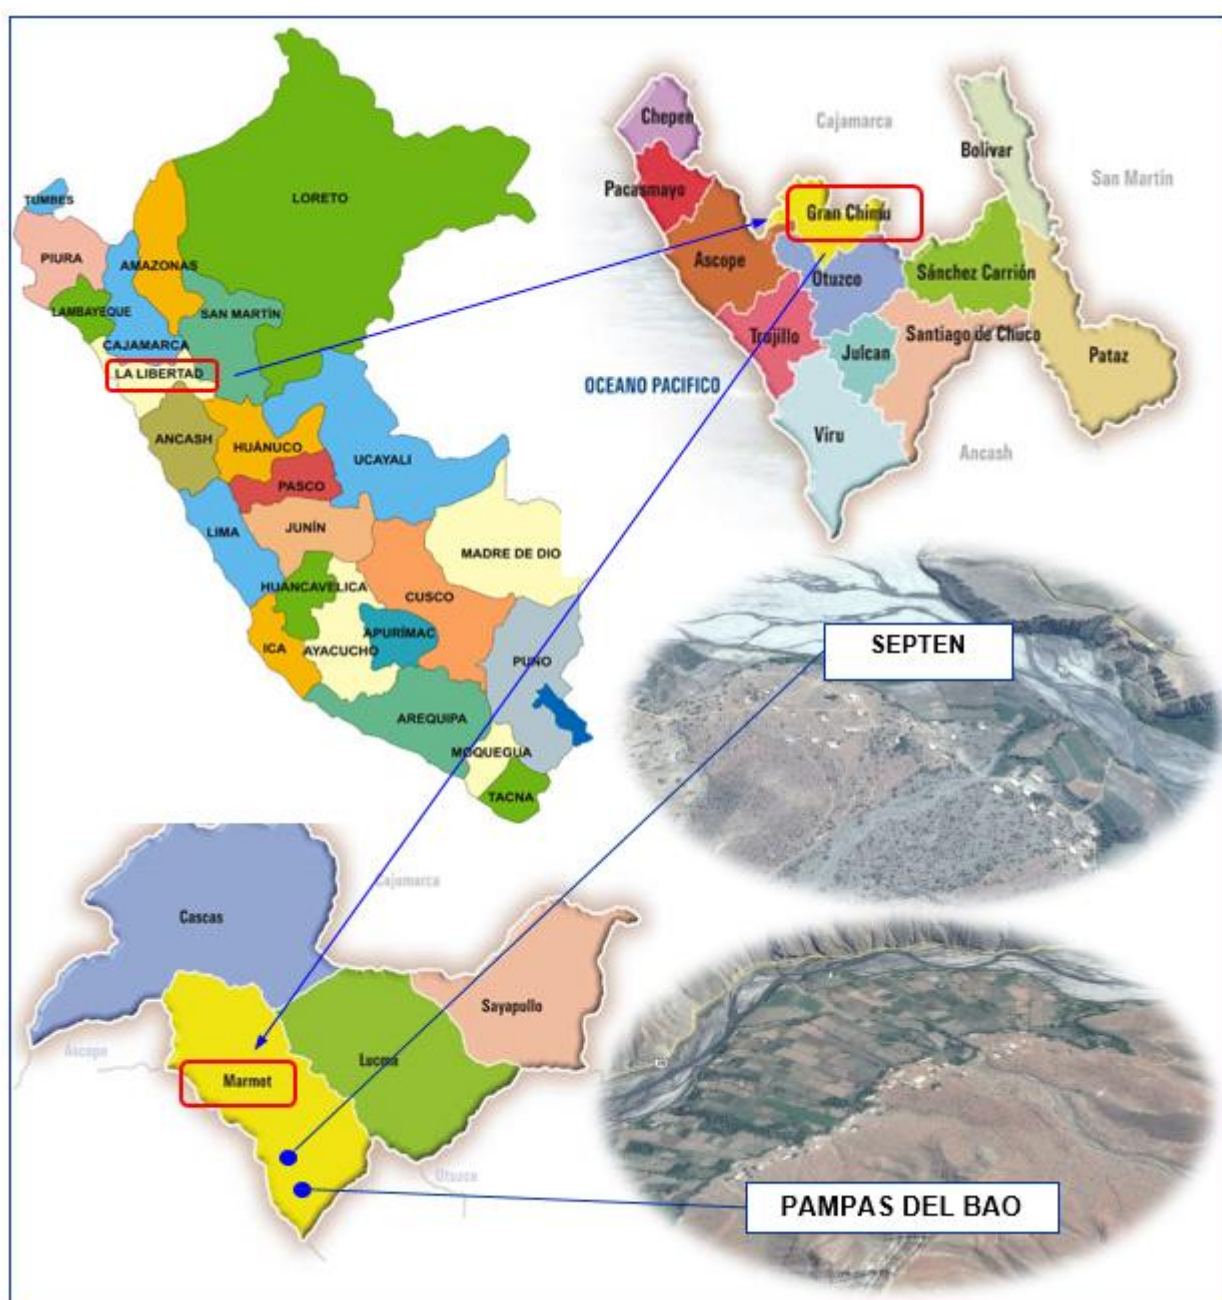 TUMBES
PIURA
AMAZONAS
LORETO
LAMBAYEQUE
SAN MARTÍN
CAJAMARCA
LA LIBERTAD
ANCASH
HUÁNUCO
UCAYALI
PASCO
LIMA
JUNÍN
MADRE DE DIO
HUANCAVELICA
CUSCO
ICA
AYACUCHO
APURÍMAC
PUNO
AREQUIPA
MOQUEGUA
TACNA
Chepen
Cajamarca
Bolivar
San Martin
Pacasmayo
Gran Chimu
Ascope
Otuzco
Sánchez Carrión
Trujillo
Julcan
Santiago de Chuco
Pataz
OCEANO PACIFICO
Viru
Ancash
SEPTEN
Cajamarca
Cascas
Sayapullo
Ascope
Lucma
Marmot
Otuzco
PAMPAS DEL BAO